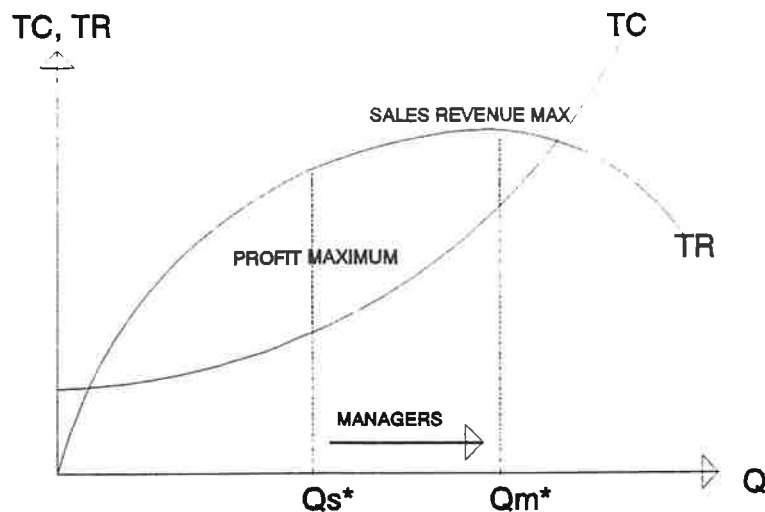 TC, TR
TC
SALES REVENUE MAX.
PROFIT MAXIMUM
TR
MANAGERS
Q
Qs*
Qm*